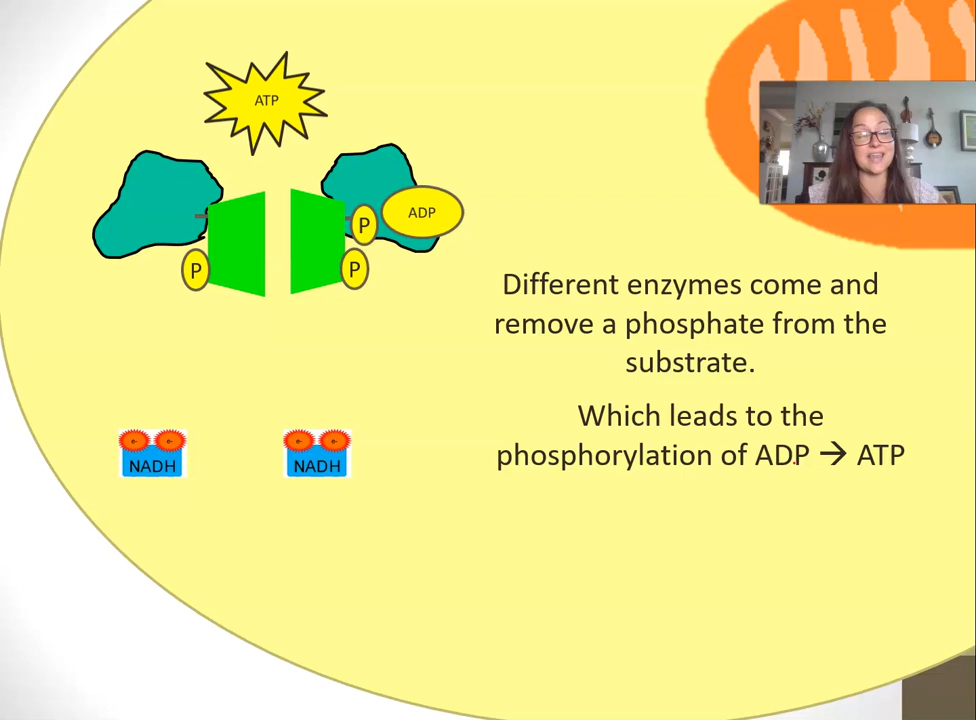 ATP
P
ADP
P
P
Different enzymes come and
remove a phosphate from the
substrate.
Which leads to the
phosphorylation of ADP → ATP
e- e- e- e-
NADH NADH